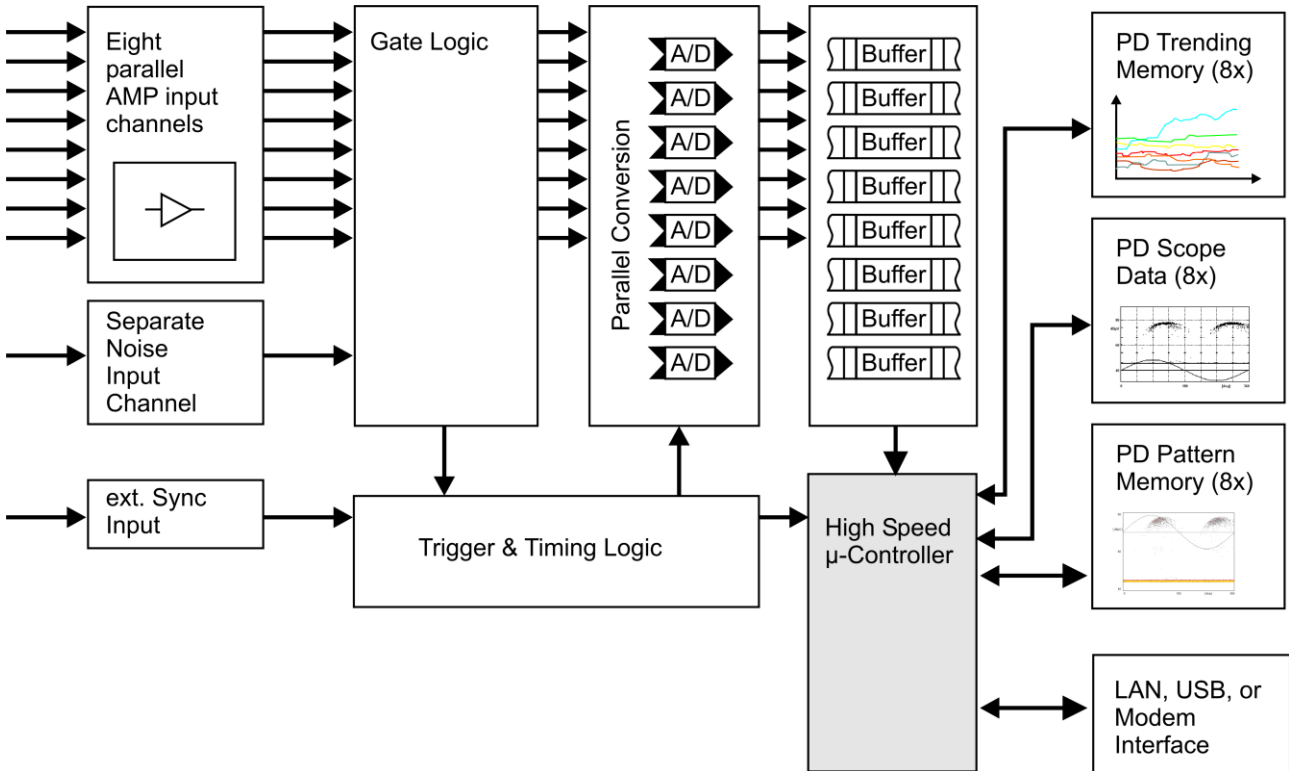 Eight
parallel
AMP input
channels
Separate
Noise
Input
Channel
ext. Sync
Input
Gate Logic
Trigger & Timing Logic
Parallel Conversion
A/D
A/D
A/D
A/D
A/D
A/D
A/D
A/D
Buffer
Buffer
Buffer
Buffer
Buffer
Buffer
Buffer
Buffer
High Speed
µ-Controller
PD Trending
Memory (8x)
PD Scope
Data (8x)
PD Pattern
Memory (8x)
LAN, USB, or
Modem
Interface